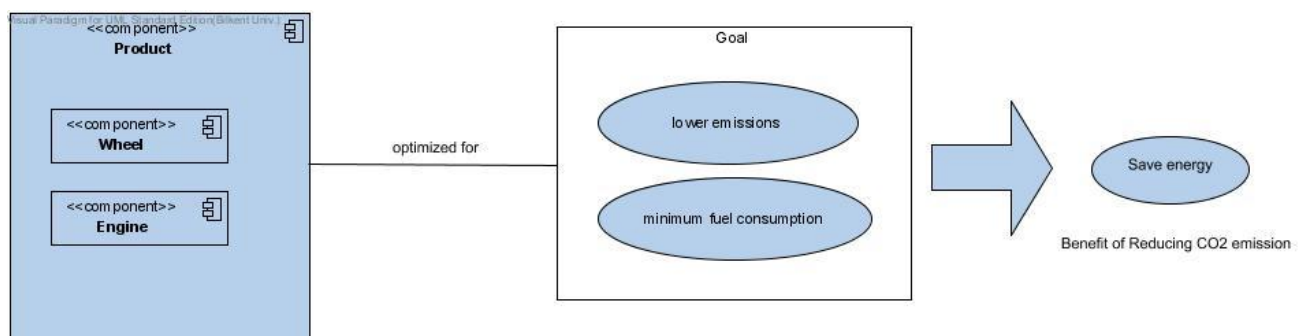 Visual Paradigm for UML Standard Edition(Bilkent Univ.)
<<component>>
Product
<<component>>
Wheel
<<component>>
Engine
optimized for
Goal
lower emissions
minimum fuel consumption
Save energy
Benefit of Reducing CO2 emission